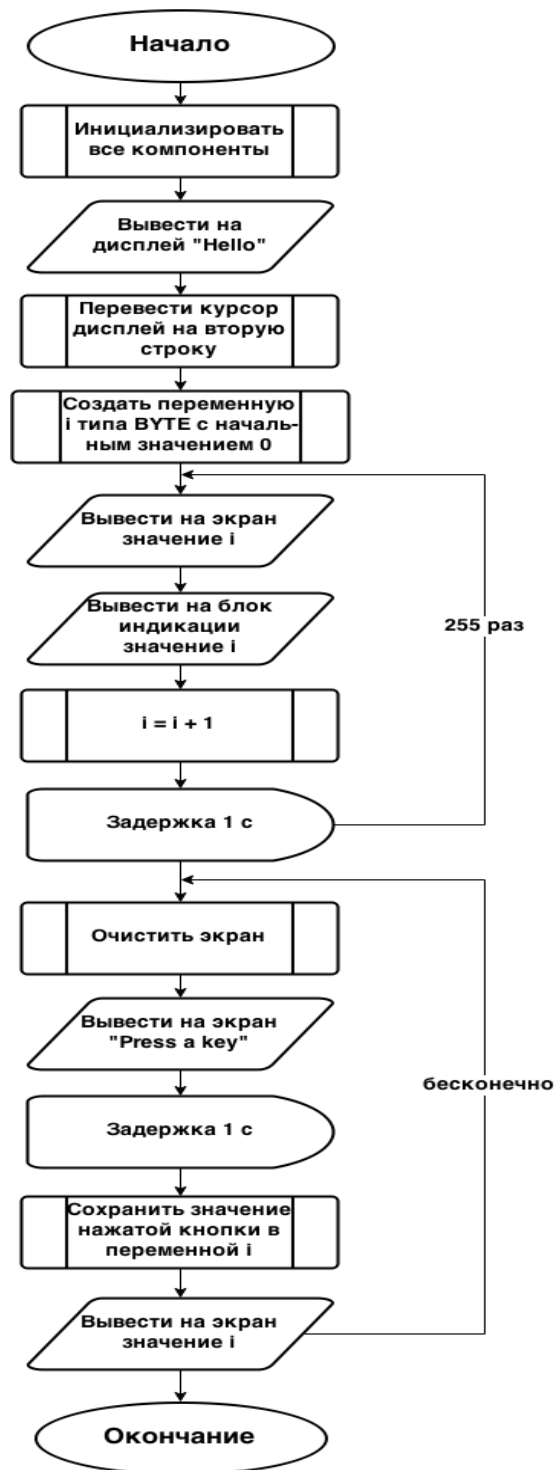 Начало
Инициализировать
все компоненты
Вывести на
дисплей "Hello"
Перевести курсор
дисплей на вторую
строку
Создать переменную
i типа BYTE с началь-
ным значением 0
Вывести на экран
значение i
Вывести на блок
индикации
значение i
255 раз
i = i + 1
Задержка 1 с
Очистить экран
Вывести на экран
"Press a key"
бесконечно
Задержка 1 с
Сохранить значение
нажатой кнопки в
переменной i
Вывести на экран
значение i
Окончание